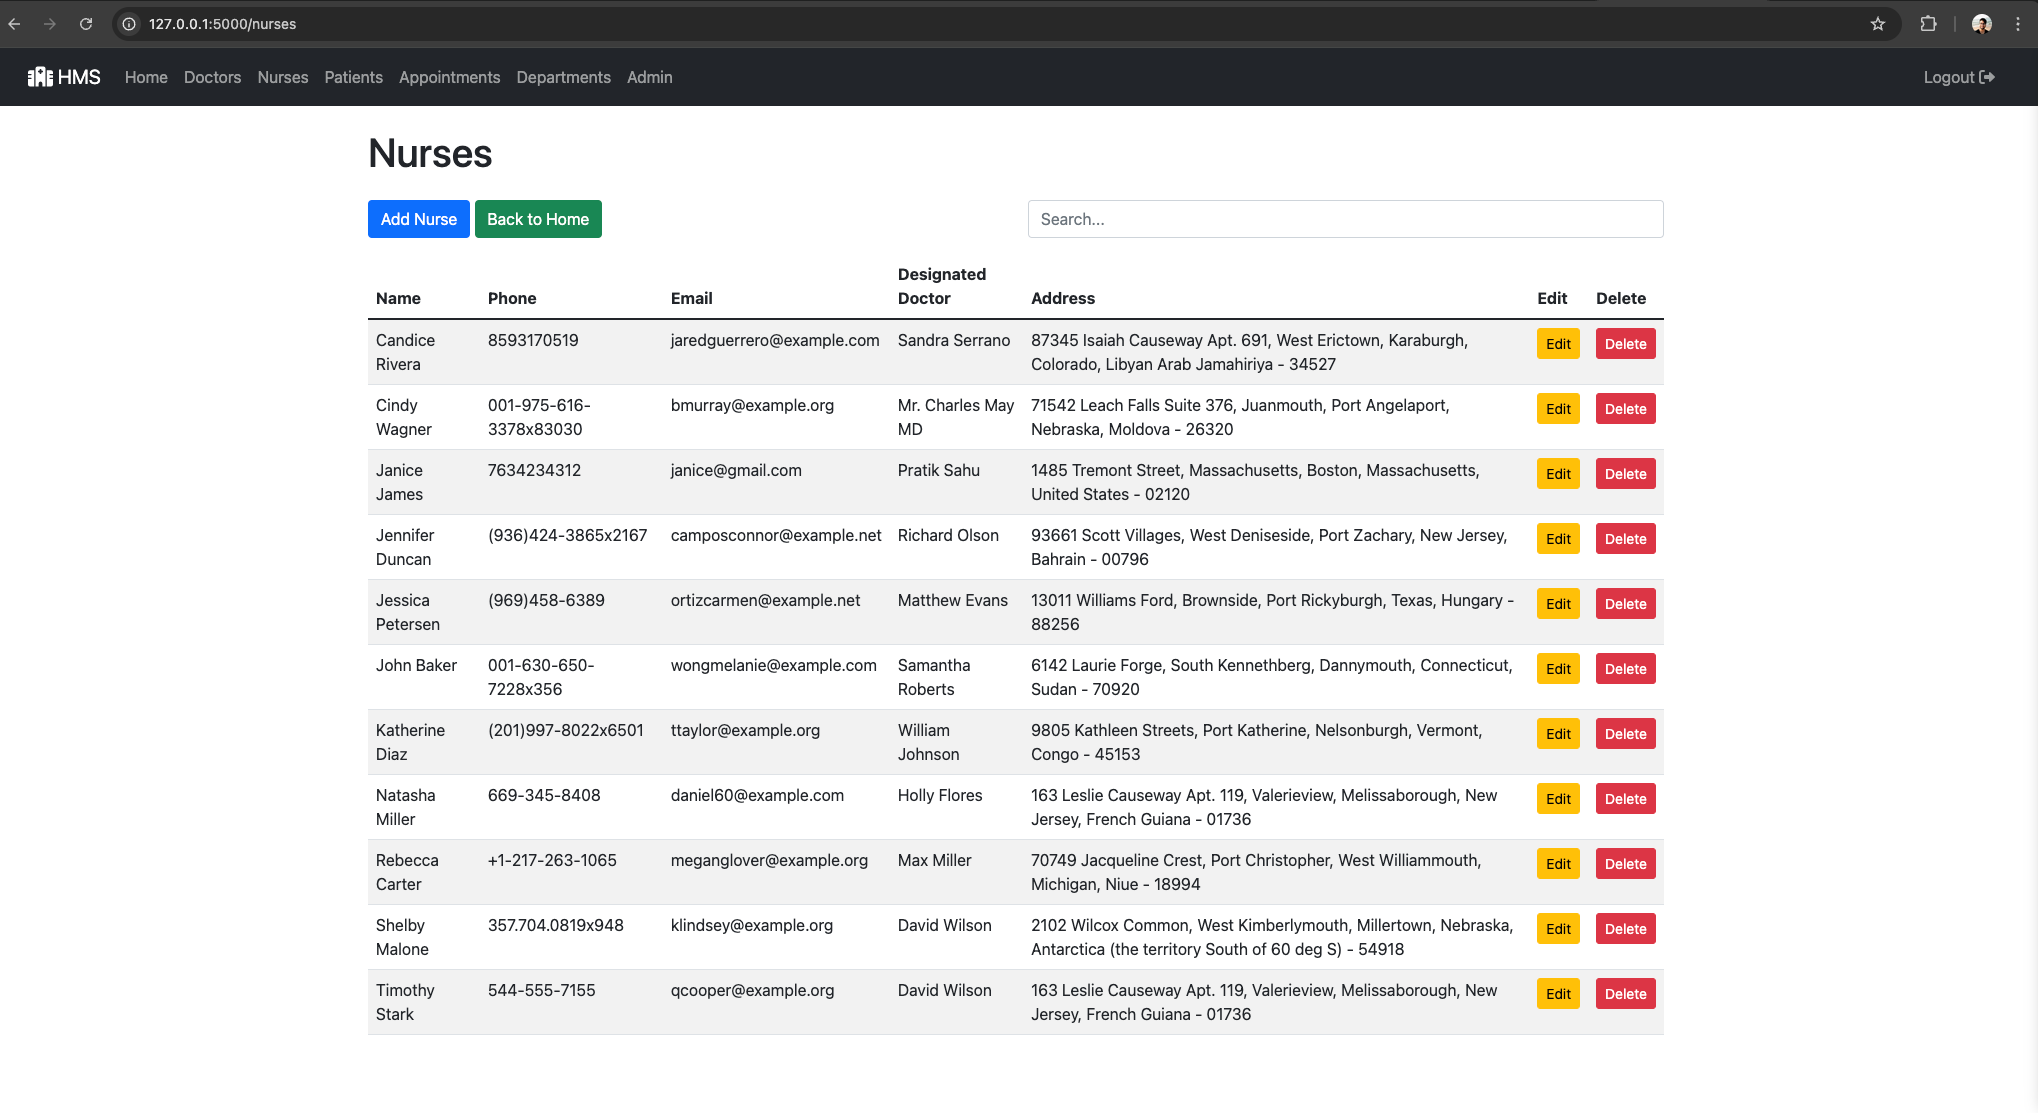 127.0.0.1:5000/nurses
HMS Home Doctors Nurses Patients Appointments Departments Admin Logout
Nurses
Add Nurse Back to Home Search...
Name Phone Email Designated Doctor Address Edit Delete
Candice Rivera 8593170519 jaredguerrero@example.com Sandra Serrano 87345 Isaiah Causeway Apt. 691, West Erictown, Karaburgh, Colorado, Libyan Arab Jamahiriya - 34527 Edit Delete
Cindy Wagner 001-975-616-3378x83030 bmurray@example.org Mr. Charles May MD 71542 Leach Falls Suite 376, Juanmouth, Port Angelaport, Nebraska, Moldova - 26320 Edit Delete
Janice James 7634234312 janice@gmail.com Pratik Sahu 1485 Tremont Street, Massachusetts, Boston, Massachusetts, United States - 02120 Edit Delete
Jennifer Duncan (936)424-3865x2167 camposconnor@example.net Richard Olson 93661 Scott Villages, West Deniseside, Port Zachary, New Jersey, Bahrain - 00796 Edit Delete
Jessica Petersen (969)458-6389 ortizcarmen@example.net Matthew Evans 13011 Williams Ford, Brownside, Port Rickyburgh, Texas, Hungary - 88256 Edit Delete
John Baker 001-630-650-7228x356 wongmelanie@example.com Samantha Roberts 6142 Laurie Forge, South Kennethberg, Dannymouth, Connecticut, Sudan - 70920 Edit Delete
Katherine Diaz (201)997-8022x6501 ttaylor@example.org William Johnson 9805 Kathleen Streets, Port Katherine, Nelsonburgh, Vermont, Congo - 45153 Edit Delete
Natasha Miller 669-345-8408 daniel60@example.com Holly Flores 163 Leslie Causeway Apt. 119, Valerieview, Melissaborough, New Jersey, French Guiana - 01736 Edit Delete
Rebecca Carter +1-217-263-1065 meganglover@example.org Max Miller 70749 Jacqueline Crest, Port Christopher, West Williammouth, Michigan, Niue - 18994 Edit Delete
Shelby Malone 357.704.0819x948 klindsey@example.org David Wilson 2102 Wilcox Common, West Kimberlymouth, Millertown, Nebraska, Antarctica (the territory South of 60 deg S) - 54918 Edit Delete
Timothy Stark 544-555-7155 qcooper@example.org David Wilson 163 Leslie Causeway Apt. 119, Valerieview, Melissaborough, New Jersey, French Guiana - 01736 Edit Delete